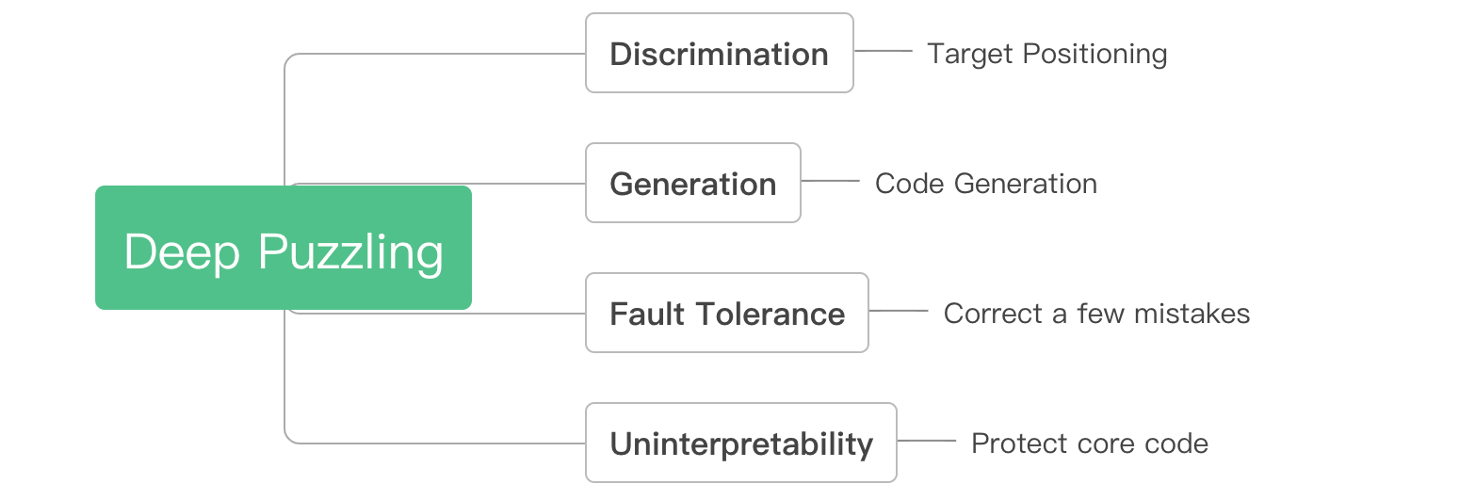 Discrimination
Target Positioning
Generation
Code Generation
Deep Puzzling
Fault Tolerance
Correct a few mistakes
Uninterpretability
Protect core code